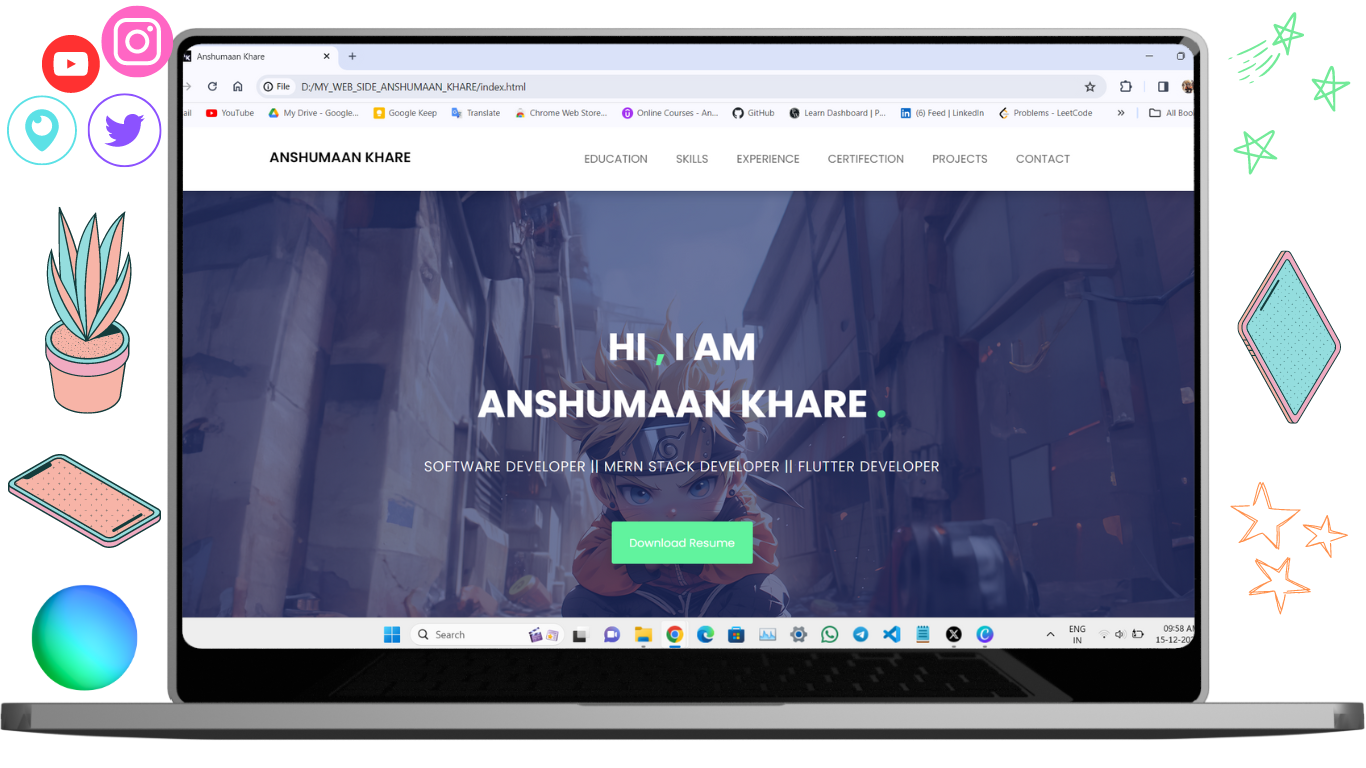 Anshumaan Khare
File D:/MY_WEB_SIDE_ANSHUMAAN_KHARE/index.html
ail YouTube My Drive - Google... Google Keep Translate Chrome Web Store... Online Courses - An... GitHub Learn Dashboard | P... (6) Feed | LinkedIn Problems - LeetCode » All Boo
ANSHUMAAN KHARE EDUCATION SKILLS EXPERIENCE CERTIFECTION PROJECTS CONTACT
HI , I AM
ANSHUMAAN KHARE .
SOFTWARE DEVELOPER || MERN STACK DEVELOPER || FLUTTER DEVELOPER
Download Resume
Search
ENG
IN
09:58 AM
15-12-20